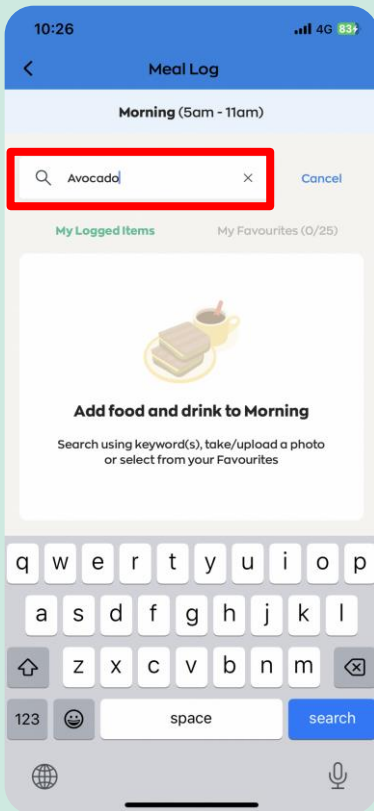 10:26 4G 83
Meal Log
Morning (5am - 11am)
Avocado Cancel
My Logged Items My Favourites (0/25)
Add food and drink to Morning
Search using keyword(s), take/upload a photo
or select from your Favourites
q w e r t y u i o p
a s d f g h j k l
z x c v b n m
123 space search